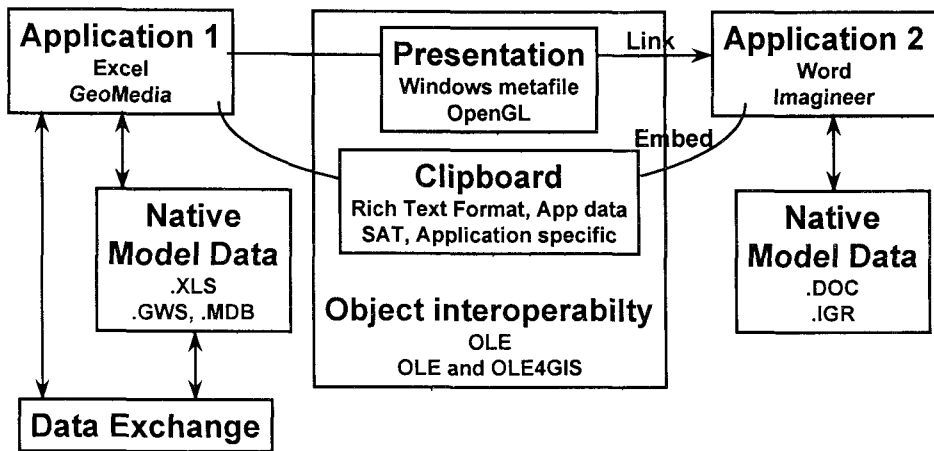 Application 1
Excel
GeoMedia
Presentation
Windows metafile
OpenGL
Link
Application 2
Word
Imagineer
Embed
Clipboard
Rich Text Format, App data
SAT, Application specific
Native
Model Data
.XLS
.GWS, .MDB
Object interoperabilty
OLE
OLE and OLE4GIS
Native
Model Data
.DOC
.IGR
Data Exchange